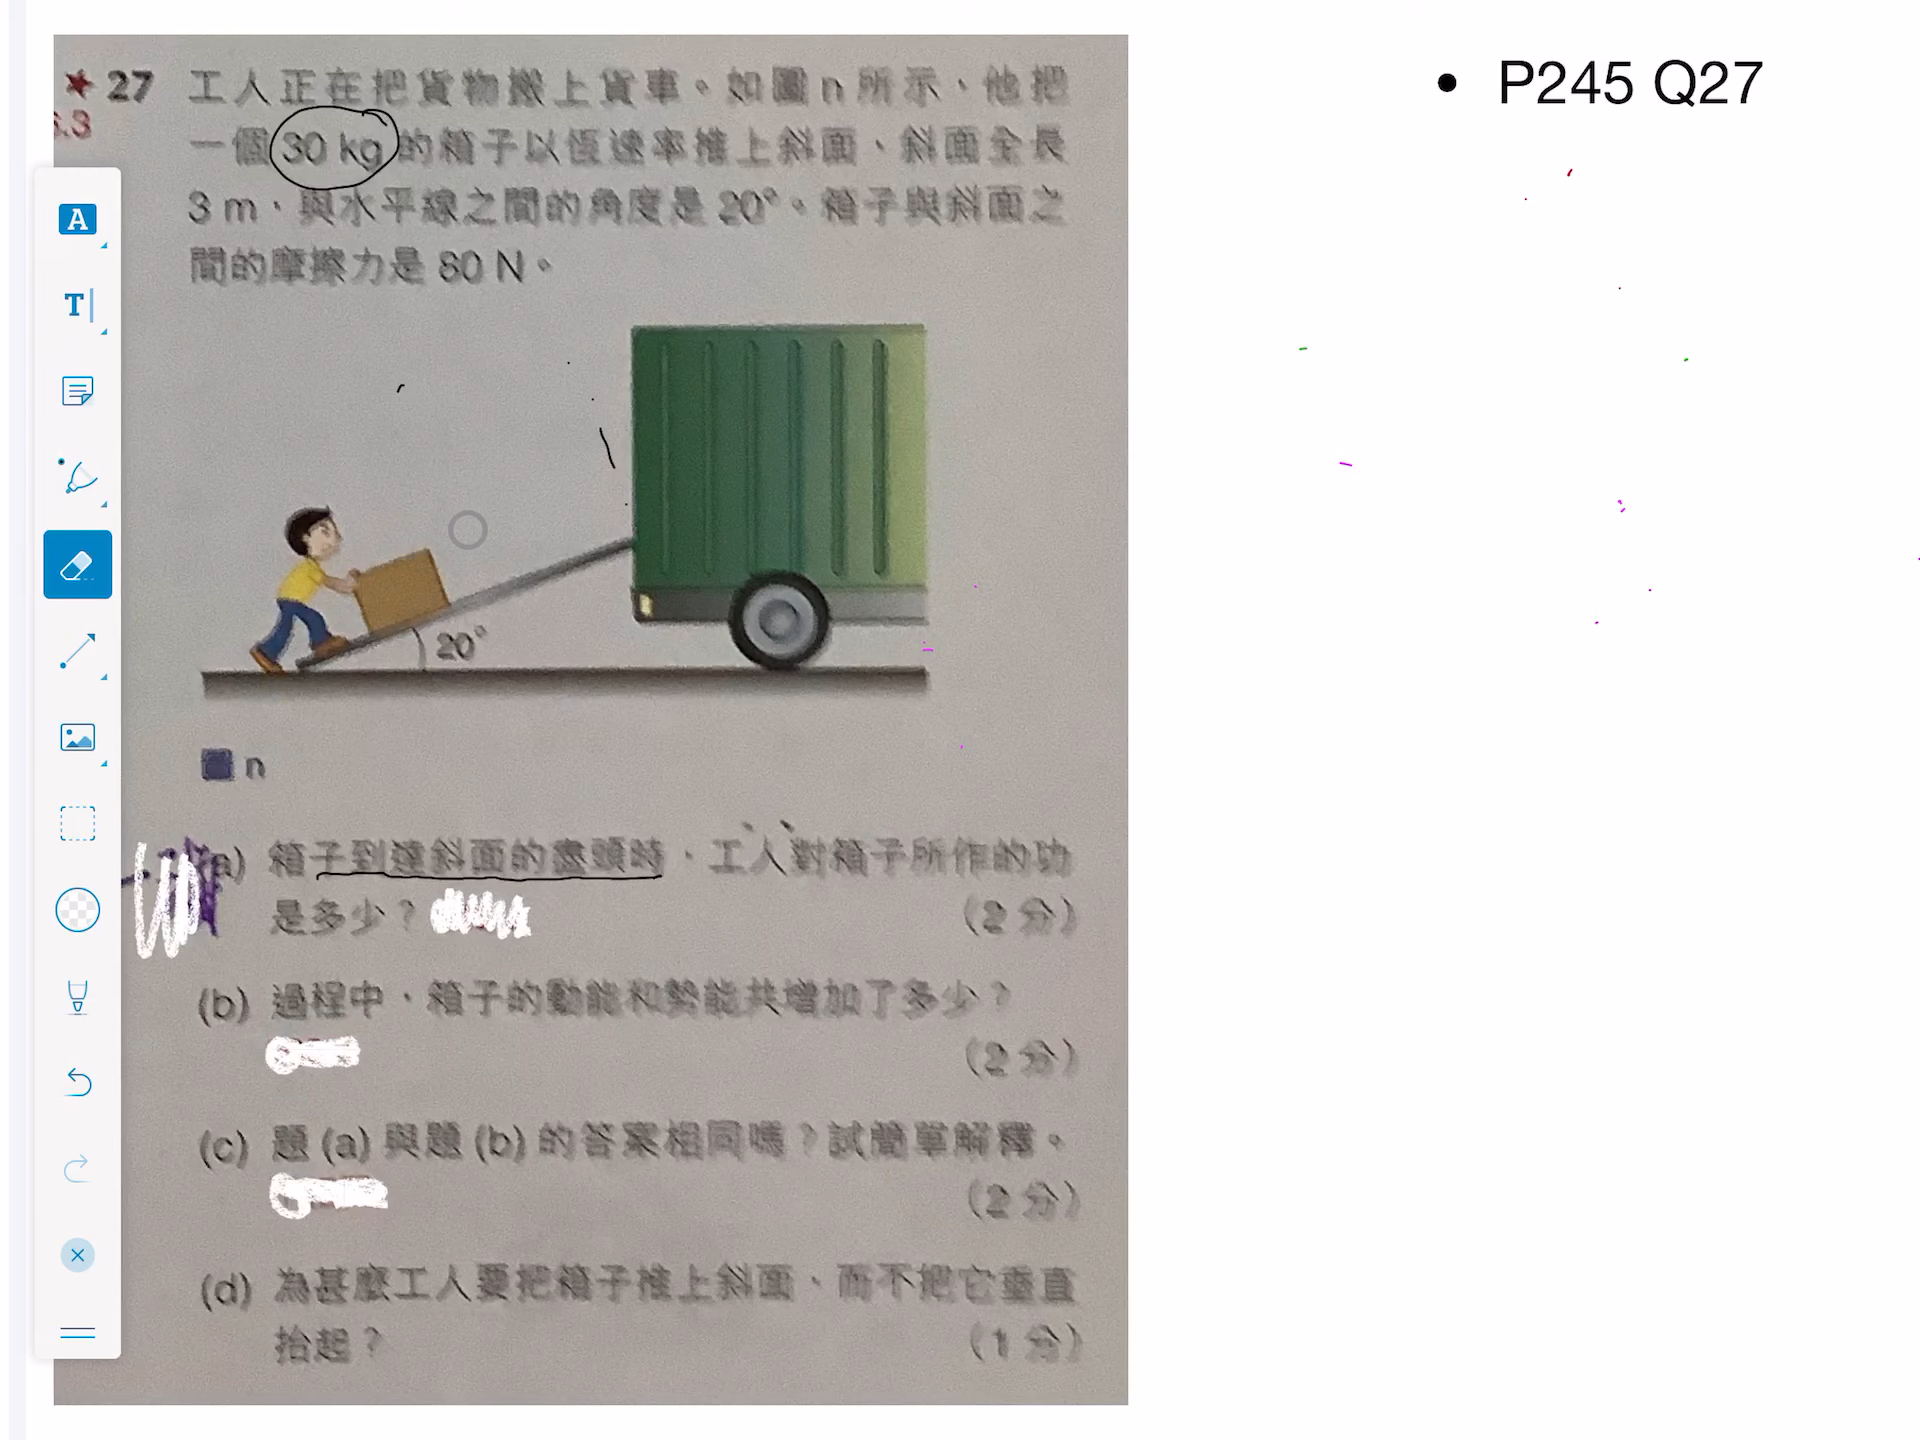 ★ 27 工人正在把貨物搬上貨車。如圖 n 所示，他把
一個 30 kg 的箱子以恆速率推上斜面，斜面全長
3 m，與水平線之間的角度是 20°。箱子與斜面之
間的摩擦力是 80 N。
• P245 Q27
A
T
20°
圖 n
a) 箱子到達斜面的盡頭時，工人對箱子所作的功
是多少？ (2 分)
(b) 過程中，箱子的動能和勢能共增加了多少？
(2 分)
(c) 題 (a) 與題 (b) 的答案相同嗎？試簡單解釋。
(2 分)
(d) 為甚麼工人要把箱子推上斜面，而不把它垂直
抬起？ (1 分)